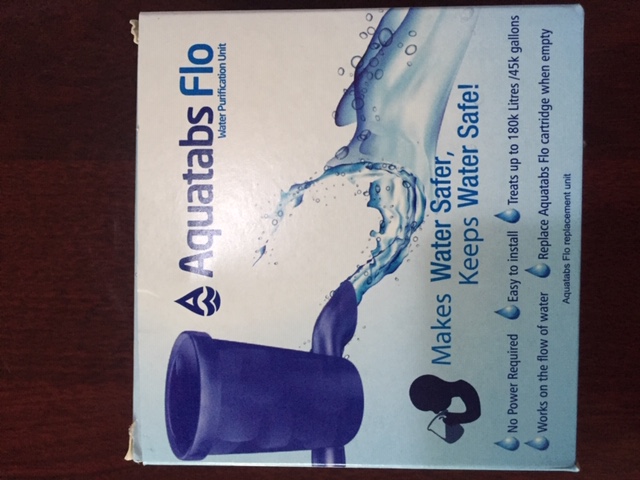 Aquatabs Flo
Water Purification Unit
Makes Water Safer,
Keeps Water Safe!
No Power Required Easy to install Treats up to 180k Litres /45k gallons
Works on the flow of water Replace Aquatabs Flo cartridge when empty
Aquatabs Flo replacement unit